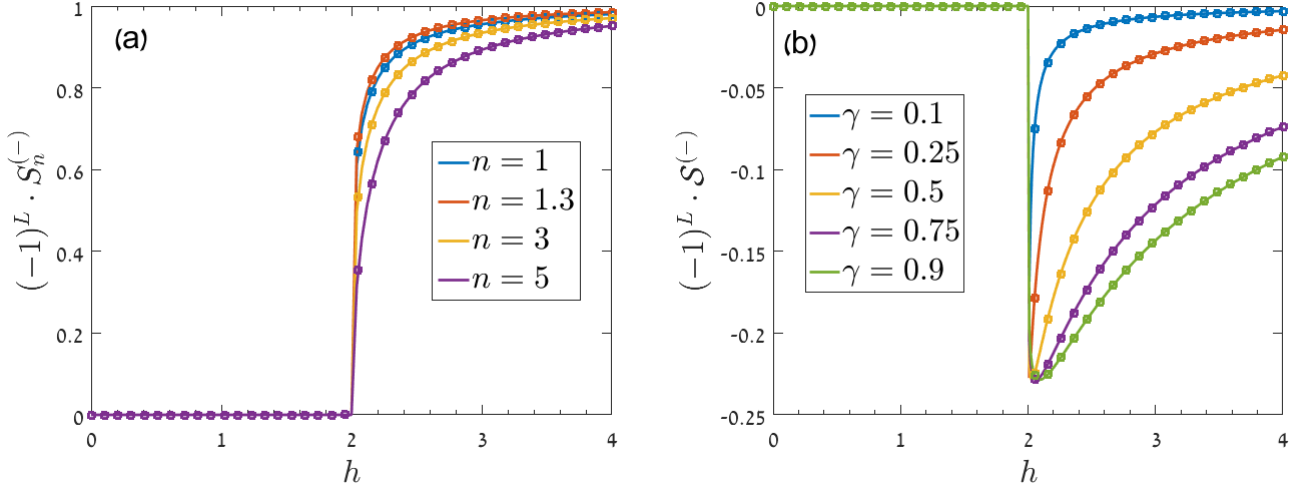 (a)
(−1)^L · S_n^{(−)}
1
0.8
0.6
0.4
0.2
0
n = 1
n = 1.3
n = 3
n = 5
0 1 2 3 4
h
(b)
(−1)^L · 𝒮^{(−)}
0
-0.05
-0.1
-0.15
-0.2
-0.25
γ = 0.1
γ = 0.25
γ = 0.5
γ = 0.75
γ = 0.9
0 1 2 3 4
h